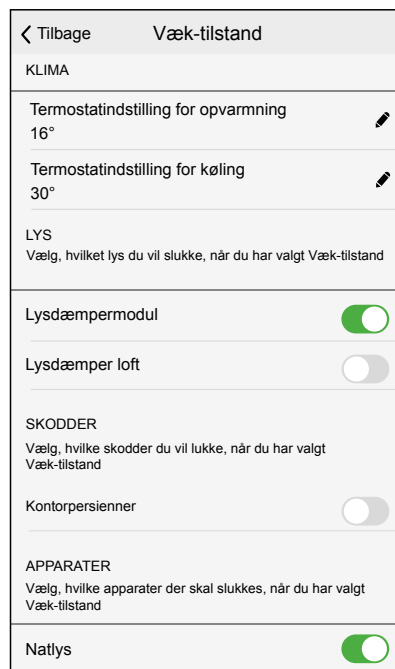 Tilbage Væk-tilstand
KLIMA
Termostatindstilling for opvarmning
16°
Termostatindstilling for køling
30°
LYS
Vælg, hvilket lys du vil slukke, når du har valgt Væk-tilstand
Lysdæmpermodul
Lysdæmper loft
SKODDER
Vælg, hvilke skodder du vil lukke, når du har valgt
Væk-tilstand
Kontorpersienner
APPARATER
Vælg, hvilke apparater der skal slukkes, når du har valgt
Væk-tilstand
Natlys